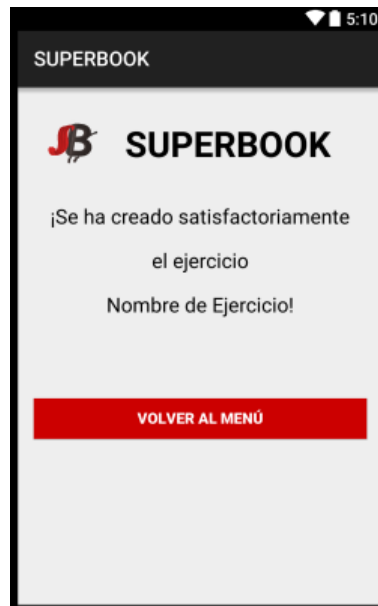 5:10
SUPERBOOK
SB SUPERBOOK
¡Se ha creado satisfactoriamente
el ejercicio
Nombre de Ejercicio!
VOLVER AL MENÚ